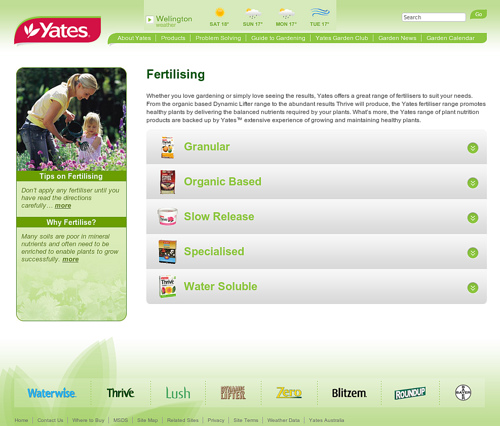 Yates
Wellington
weather
SAT 18° SUN 17° MON 17° TUE 17°
Search
Go
About Yates | Products | Problem Solving | Guide to Gardening | Yates Garden Club | Garden News | Garden Calendar
Fertilising
Whether you love gardening or simply love seeing the results, Yates offers a great range of fertilisers to suit your needs.
From the organic based Dynamic Lifter range to the abundant results Thrive will produce, the Yates fertiliser range promotes
healthy plants by delivering the balanced nutrients required by your plants. What's more, the Yates range of plant nutrition
products are backed up by Yates™ extensive experience of growing and maintaining healthy plants.
Granular
Organic Based
Slow Release
Specialised
Water Soluble
Tips on Fertilising
Don't apply any fertiliser until you
have read the directions
carefully... more
Why Fertilise?
Many soils are poor in mineral
nutrients and often need to be
enriched to enable plants to grow
successfully. more
Waterwise. Thrive Lush DYNAMIC LIFTER Zero Blitzem. ROUNDUP BAYER
Home | Contact Us | Where to Buy | MSDS | Site Map | Related Sites | Privacy | Site Terms | Weather Data | Yates Australia